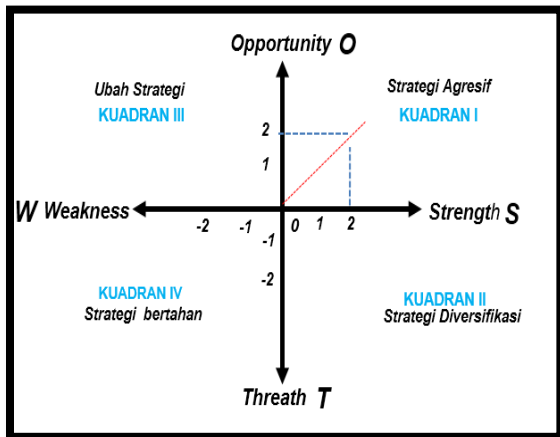 Opportunity O
Ubah Strategi
KUADRAN III
Strategi Agresif
KUADRAN I
2
1
W Weakness
-2
-1
0
1
2
Strength S
-1
-2
KUADRAN IV
Strategi bertahan
KUADRAN II
Strategi Diversifikasi
Threath T